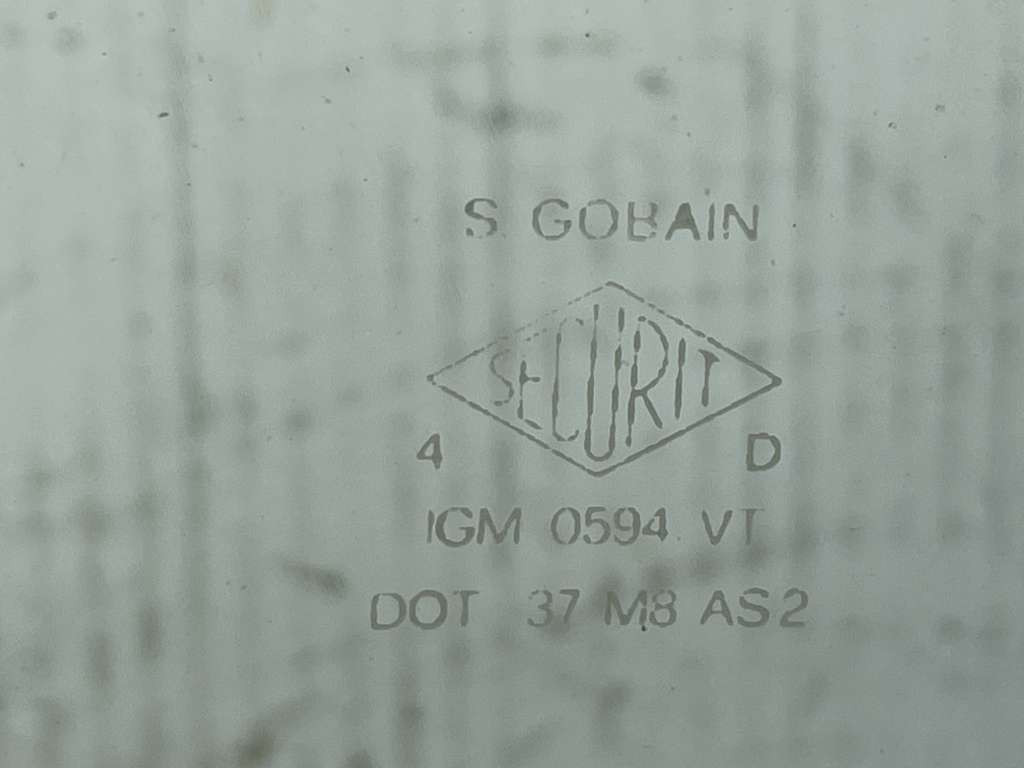 S. GOBAIN
SECURIT
4 D
IGM 0594 VT
DOT 37 M8 AS2